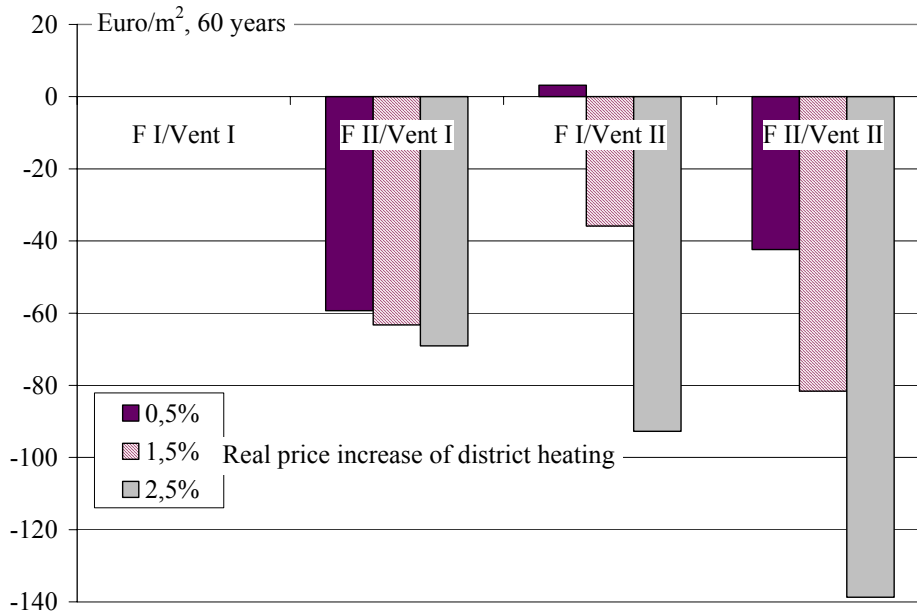 Euro/m², 60 years
20
0
-20
-40
-60
-80
-100
-120
-140
F I/Vent I
F II/Vent I
F I/Vent II
F II/Vent II
0,5%
1,5%
2,5%
Real price increase of district heating